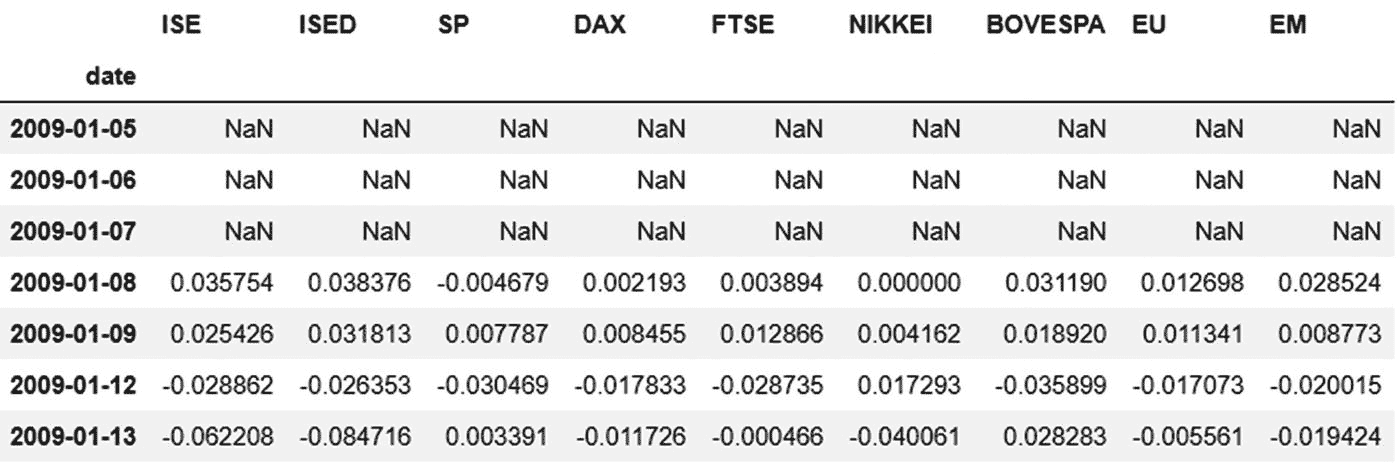 ISE ISED SP DAX FTSE NIKKEI BOVESPA EU EM
date
2009-01-05 NaN NaN NaN NaN NaN NaN NaN NaN NaN
2009-01-06 NaN NaN NaN NaN NaN NaN NaN NaN NaN
2009-01-07 NaN NaN NaN NaN NaN NaN NaN NaN NaN
2009-01-08 0.035754 0.038376 -0.004679 0.002193 0.003894 0.000000 0.031190 0.012698 0.028524
2009-01-09 0.025426 0.031813 0.007787 0.008455 0.012866 0.004162 0.018920 0.011341 0.008773
2009-01-12 -0.028862 -0.026353 -0.030469 -0.017833 -0.028735 0.017293 -0.035899 -0.017073 -0.020015
2009-01-13 -0.062208 -0.084716 0.003391 -0.011726 -0.000466 -0.040061 0.028283 -0.005561 -0.019424